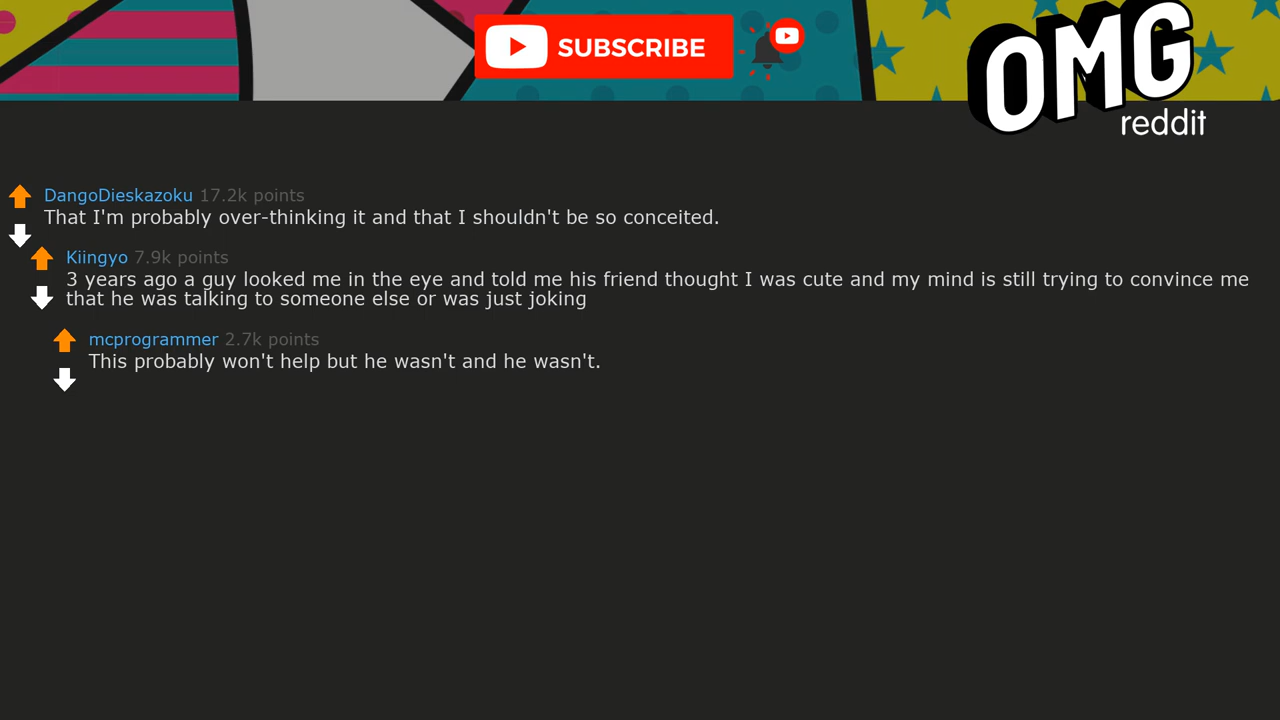 SUBSCRIBE
OMG
reddit
DangoDieskazoku 17.2k points
That I'm probably over-thinking it and that I shouldn't be so conceited.
Kiingyo 7.9k points
3 years ago a guy looked me in the eye and told me his friend thought I was cute and my mind is still trying to convince me
that he was talking to someone else or was just joking
mcprogrammer 2.7k points
This probably won't help but he wasn't and he wasn't.